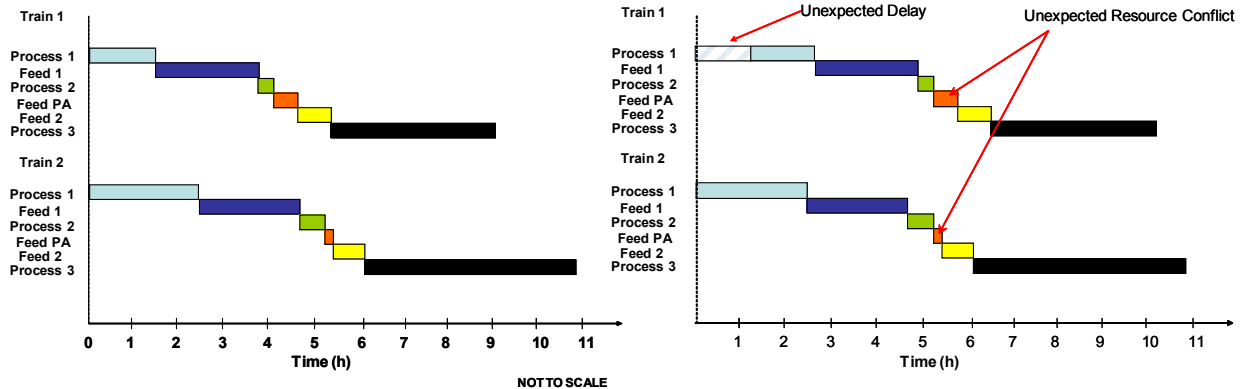 Train 1
Process 1
Feed 1
Process 2
Feed PA
Feed 2
Process 3
Train 2
Process 1
Feed 1
Process 2
Feed PA
Feed 2
Process 3
0 1 2 3 4 5 6 7 8 9 10 11
Time (h)
NOT TO SCALE
Train 1
Unexpected Delay
Unexpected Resource Conflict
Process 1
Feed 1
Process 2
Feed PA
Feed 2
Process 3
Train 2
Process 1
Feed 1
Process 2
Feed PA
Feed 2
Process 3
1 2 3 4 5 6 7 8 9 10 11
Time (h)